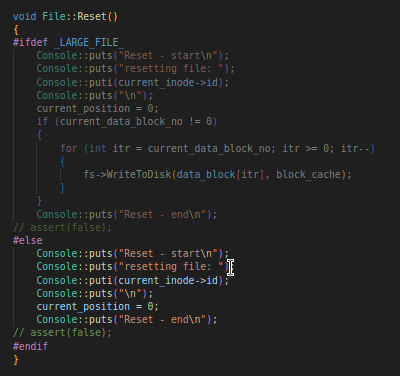 void File::Reset()
{
#ifdef _LARGE_FILE_
    Console::puts("Reset - start\n");
    Console::puts("resetting file: ");
    Console::puti(current_inode->id);
    Console::puts("\n");
    current_position = 0;
    if (current_data_block_no != 0)
    {
        for (int itr = current_data_block_no; itr >= 0; itr--)
        {
            fs->WriteToDisk(data_block[itr], block_cache);
        }
    }
    Console::puts("Reset - end\n");
// assert(false);
#else
    Console::puts("Reset - start\n");
    Console::puts("resetting file: ");
    Console::puti(current_inode->id);
    Console::puts("\n");
    current_position = 0;
    Console::puts("Reset - end\n");
// assert(false);
#endif
}